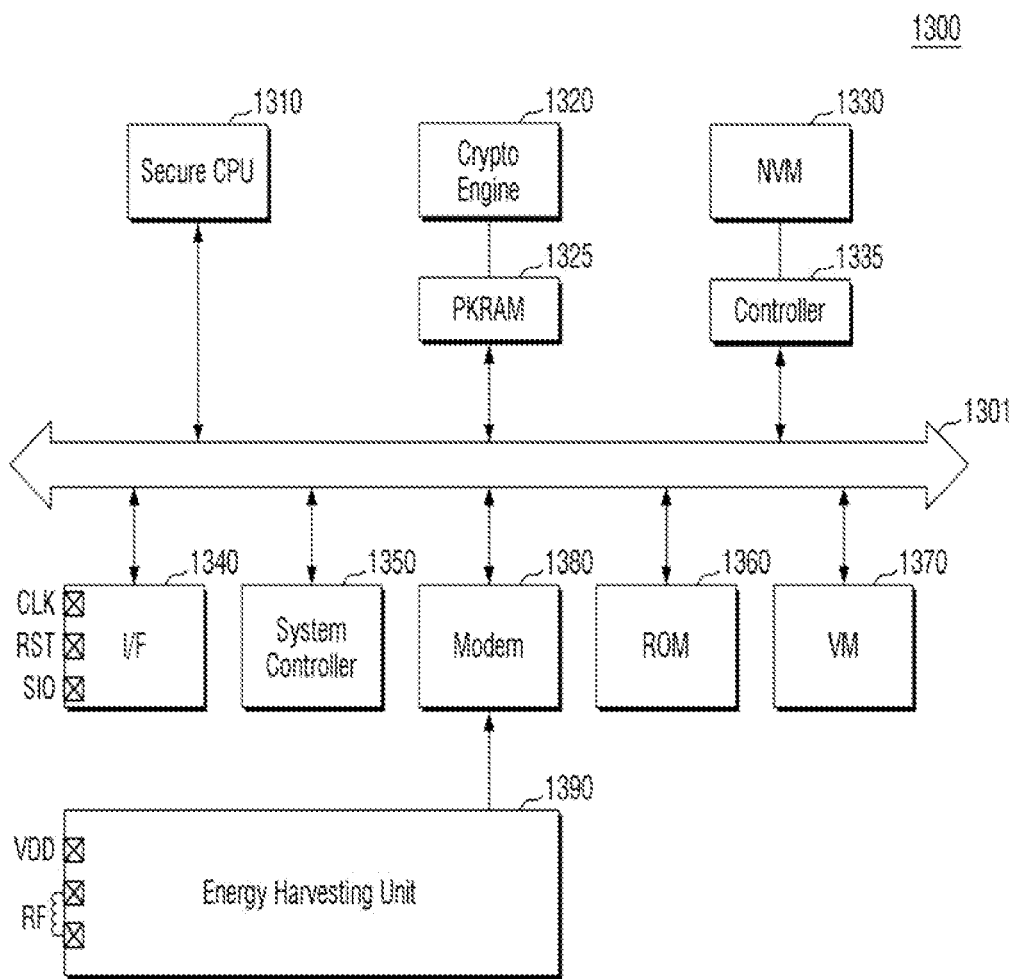 1300
1310
Secure CPU
1320
Crypto
Engine
1330
NVM
1325
PKRAM
1335
Controller
1301
1340
CLK
RST
SIO
I/F
1350
System
Controller
1380
Modem
1360
ROM
1370
VM
1390
VDD
RF
Energy Harvesting Unit